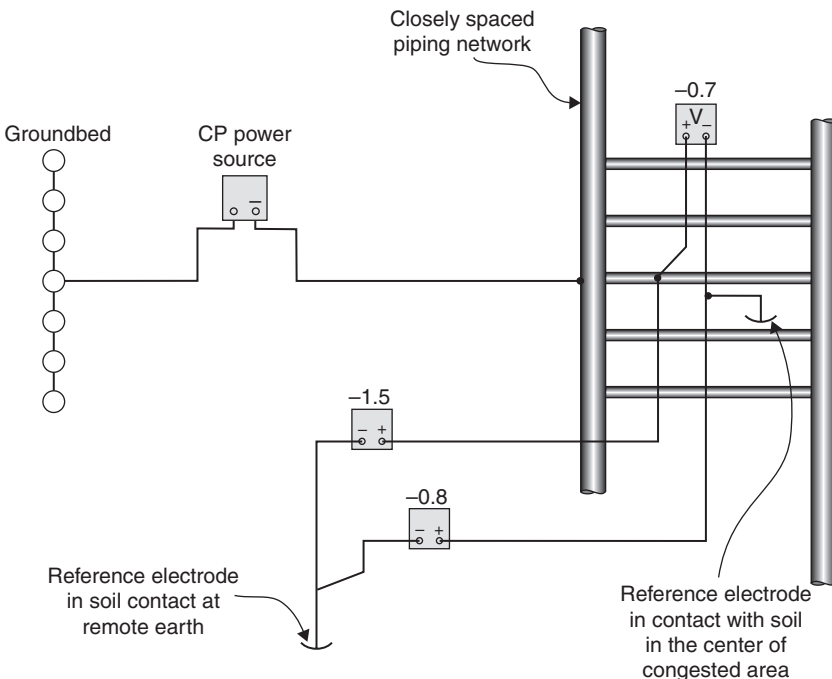 Closely spaced
piping network
–0.7
V
+ –
Groundbed
CP power
source
–
–1.5
– +
–0.8
– +
Reference electrode
in soil contact at
remote earth
Reference electrode
in contact with soil
in the center of
congested area